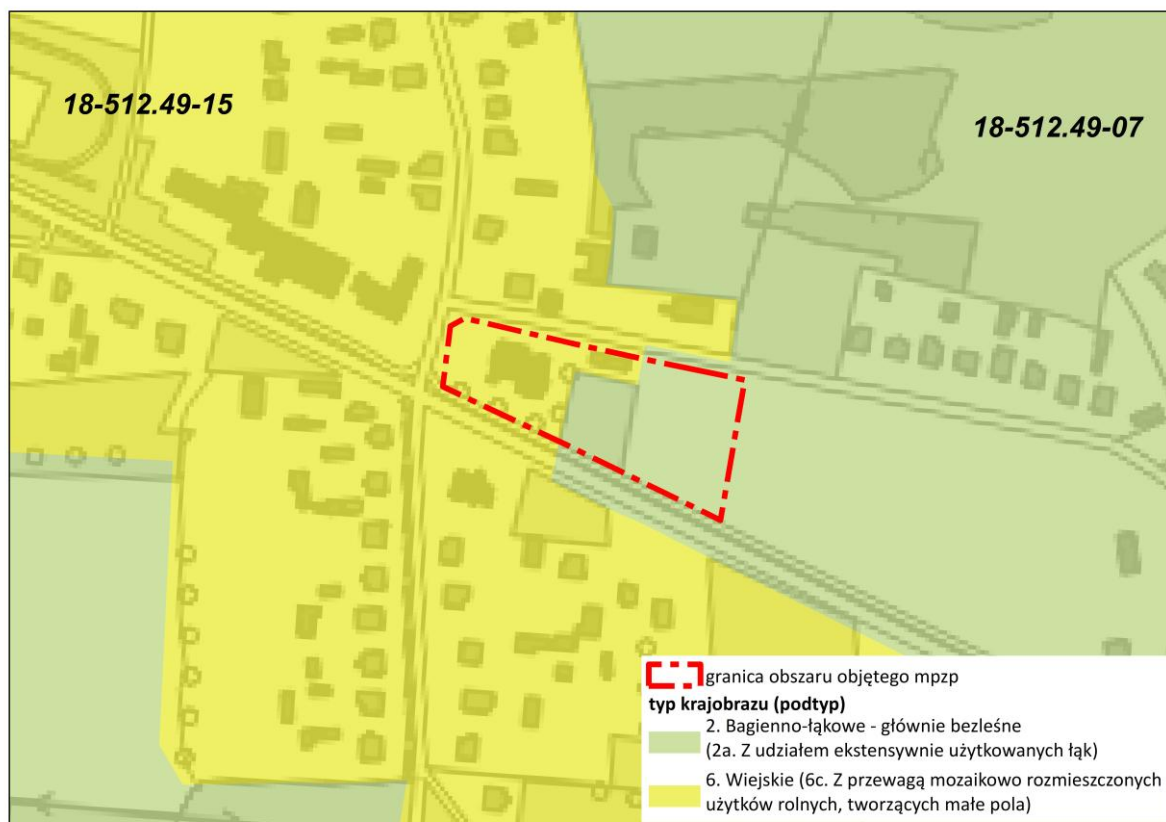 18-512.49-15
18-512.49-07
granica obszaru objętego mpzp
typ krajobrazu (podtyp)
2. Bagienno-łąkowe - głównie bezleśne
(2a. Z udziałem ekstensywnie użytkowanych łąk)
6. Wiejskie (6c. Z przewagą mozaikowo rozmieszczonych
użytków rolnych, tworzących małe pola)